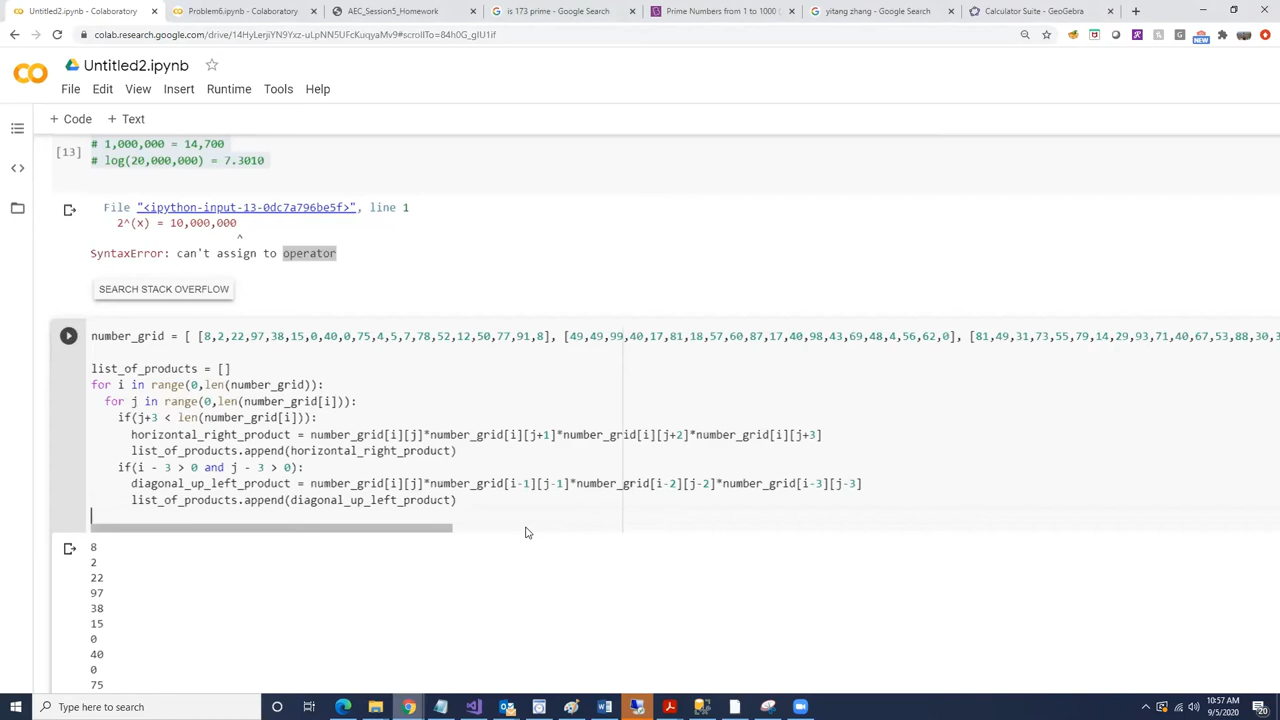 Untitled2.ipynb - Colaboratory
Problem6.ipynb - Colaboratory
AEC_Session5_Homework
is 173 prime - Google Search
Prime Numbers from 1 to 1000 (
yitang zhang - Google Search
Calculator Suite - GeoGebra
Untitled2.ipynb
File Edit View Insert Runtime Tools Help
+ Code + Text
# 1,000,000 = 14,700
[13]
# log(20,000,000) = 7.3010
File "<ipython-input-13-0dc7a796be5f>", line 1
2^(x) = 10,000,000
^
SyntaxError: can't assign to operator
SEARCH STACK OVERFLOW
number_grid = [ [8,2,22,97,38,15,0,40,0,75,4,5,7,78,52,12,50,77,91,8], [49,49,99,40,17,81,18,57,60,87,17,40,98,43,69,48,4,56,62,0], [81,49,31,73,55,79,14,29,93,71,40,67,53,88,30,3
list_of_products = []
for i in range(0,len(number_grid)):
for j in range(0,len(number_grid[i])):
if(j+3 < len(number_grid[i])):
horizontal_right_product = number_grid[i][j]*number_grid[i][j+1]*number_grid[i][j+2]*number_grid[i][j+3]
list_of_products.append(horizontal_right_product)
if(i - 3 > 0 and j - 3 > 0):
diagonal_up_left_product = number_grid[i][j]*number_grid[i-1][j-1]*number_grid[i-2][j-2]*number_grid[i-3][j-3]
list_of_products.append(diagonal_up_left_product)
8
2
22
97
38
15
0
40
0
75
Type here to search
10:57 AM
9/5/2020
20